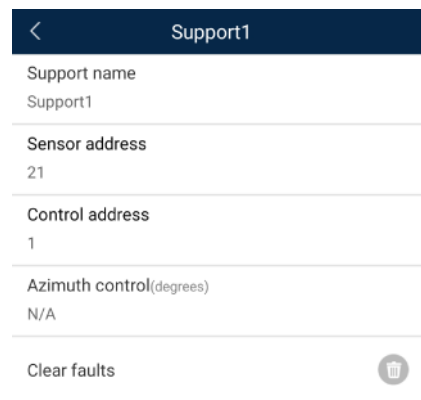 Support1
Support name
Support1
Sensor address
21
Control address
1
Azimuth control(degrees)
N/A
Clear faults